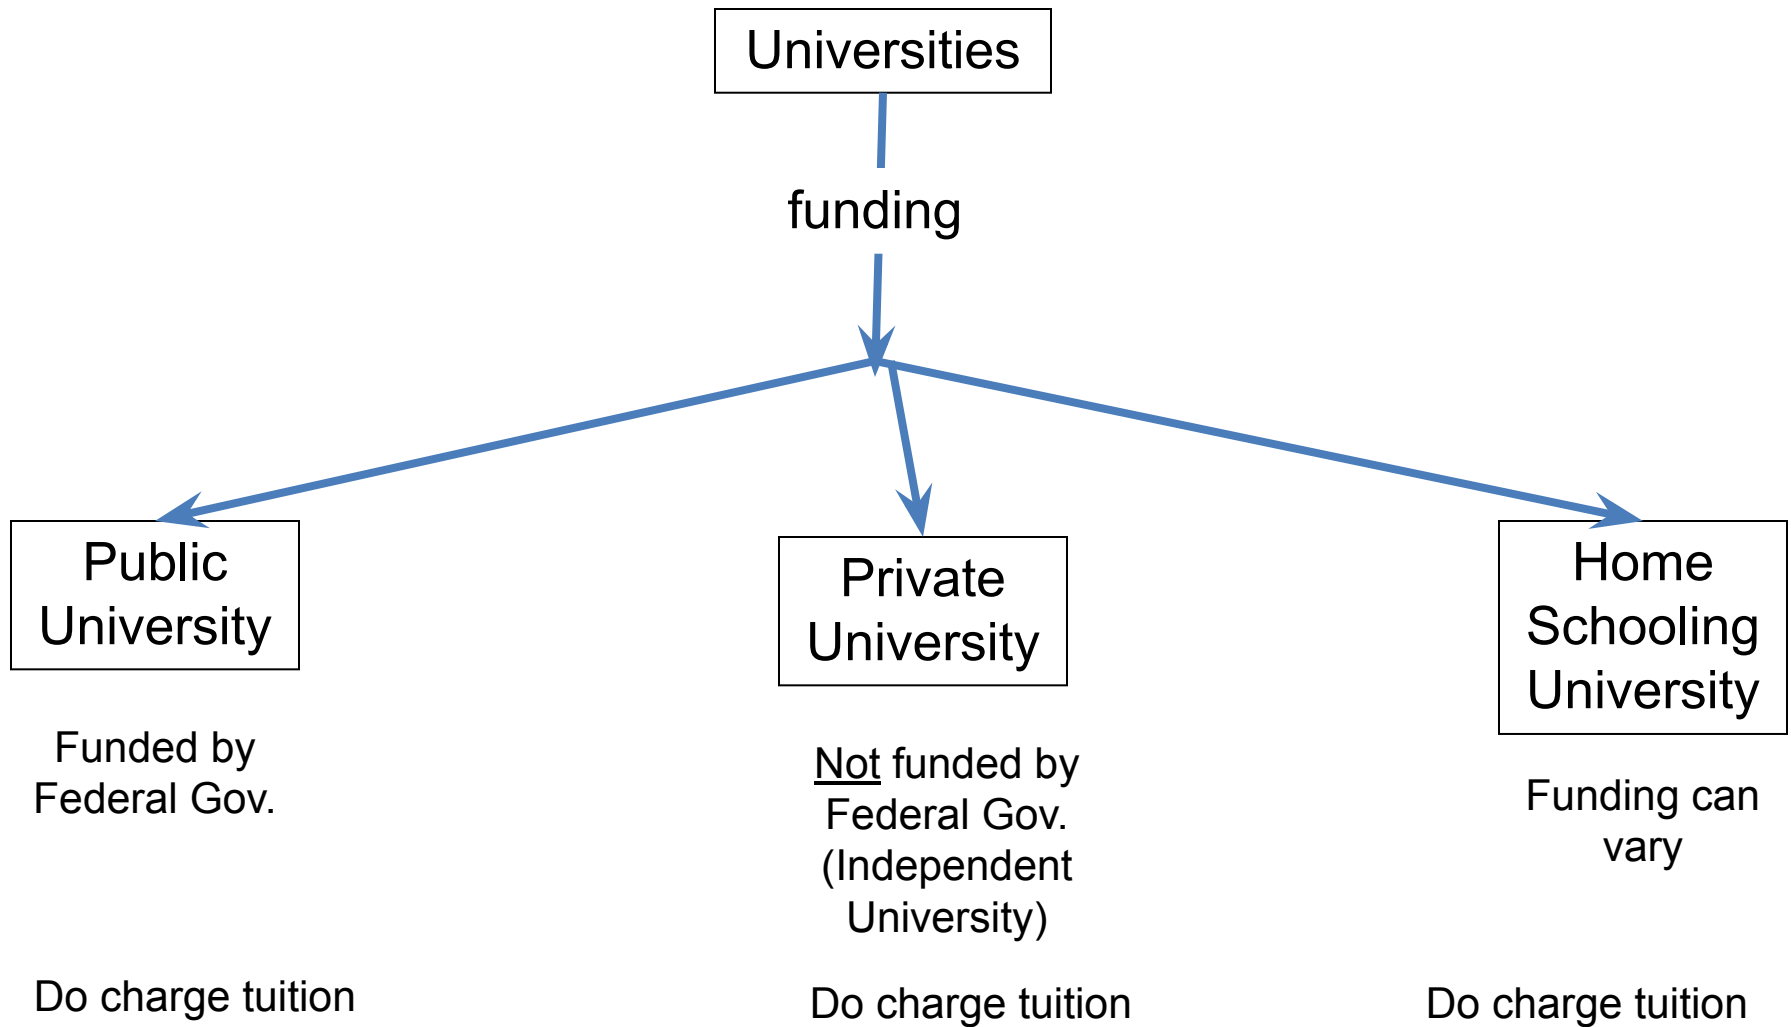 Universities
funding
Public
University
Funded by
Federal Gov.
Do charge tuition
Private
University
Not funded by
Federal Gov.
(Independent
University)
Do charge tuition
Home
Schooling
University
Funding can
vary
Do charge tuition